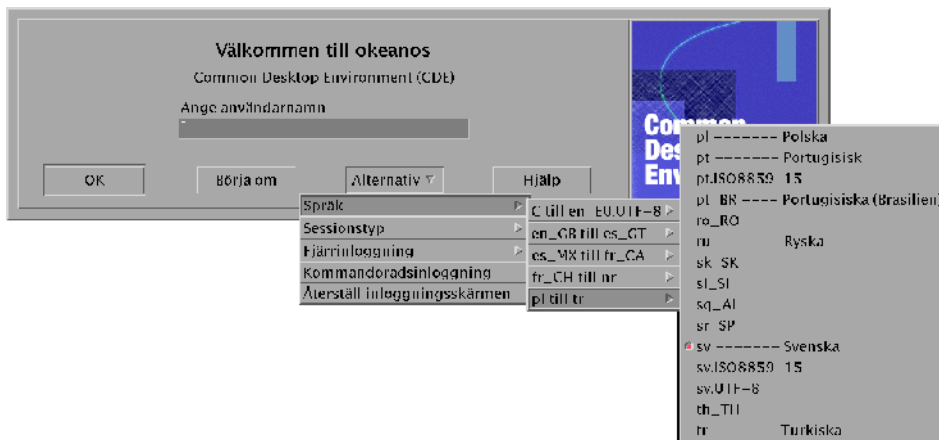 Välkommen till okeanos
Common Desktop Environment (CDE)
Ange användarnamn
OK
Börja om
Alternativ
Hjälp
Common
Des
Env
Språk
Sessionstyp
Fjärrinloggning
Kommandoradsinloggning
Återställ inloggningsskärmen
C till en_EU.UTF-8
en_GB till es_GT
es_MX till fr_CA
fr_CH till nr
pl till tr
pl ------- Polska
pt ------- Portugisisk
pt.ISO8859 15
pt_BR ---- Portugisiska (Brasilien)
ro_RO
ru Ryska
sk_SK
sl_SI
sq_AL
sr_SP
sv ------- Svenska
sv.ISO8859 15
sv.UTF-8
th_TH
tr Turkiska